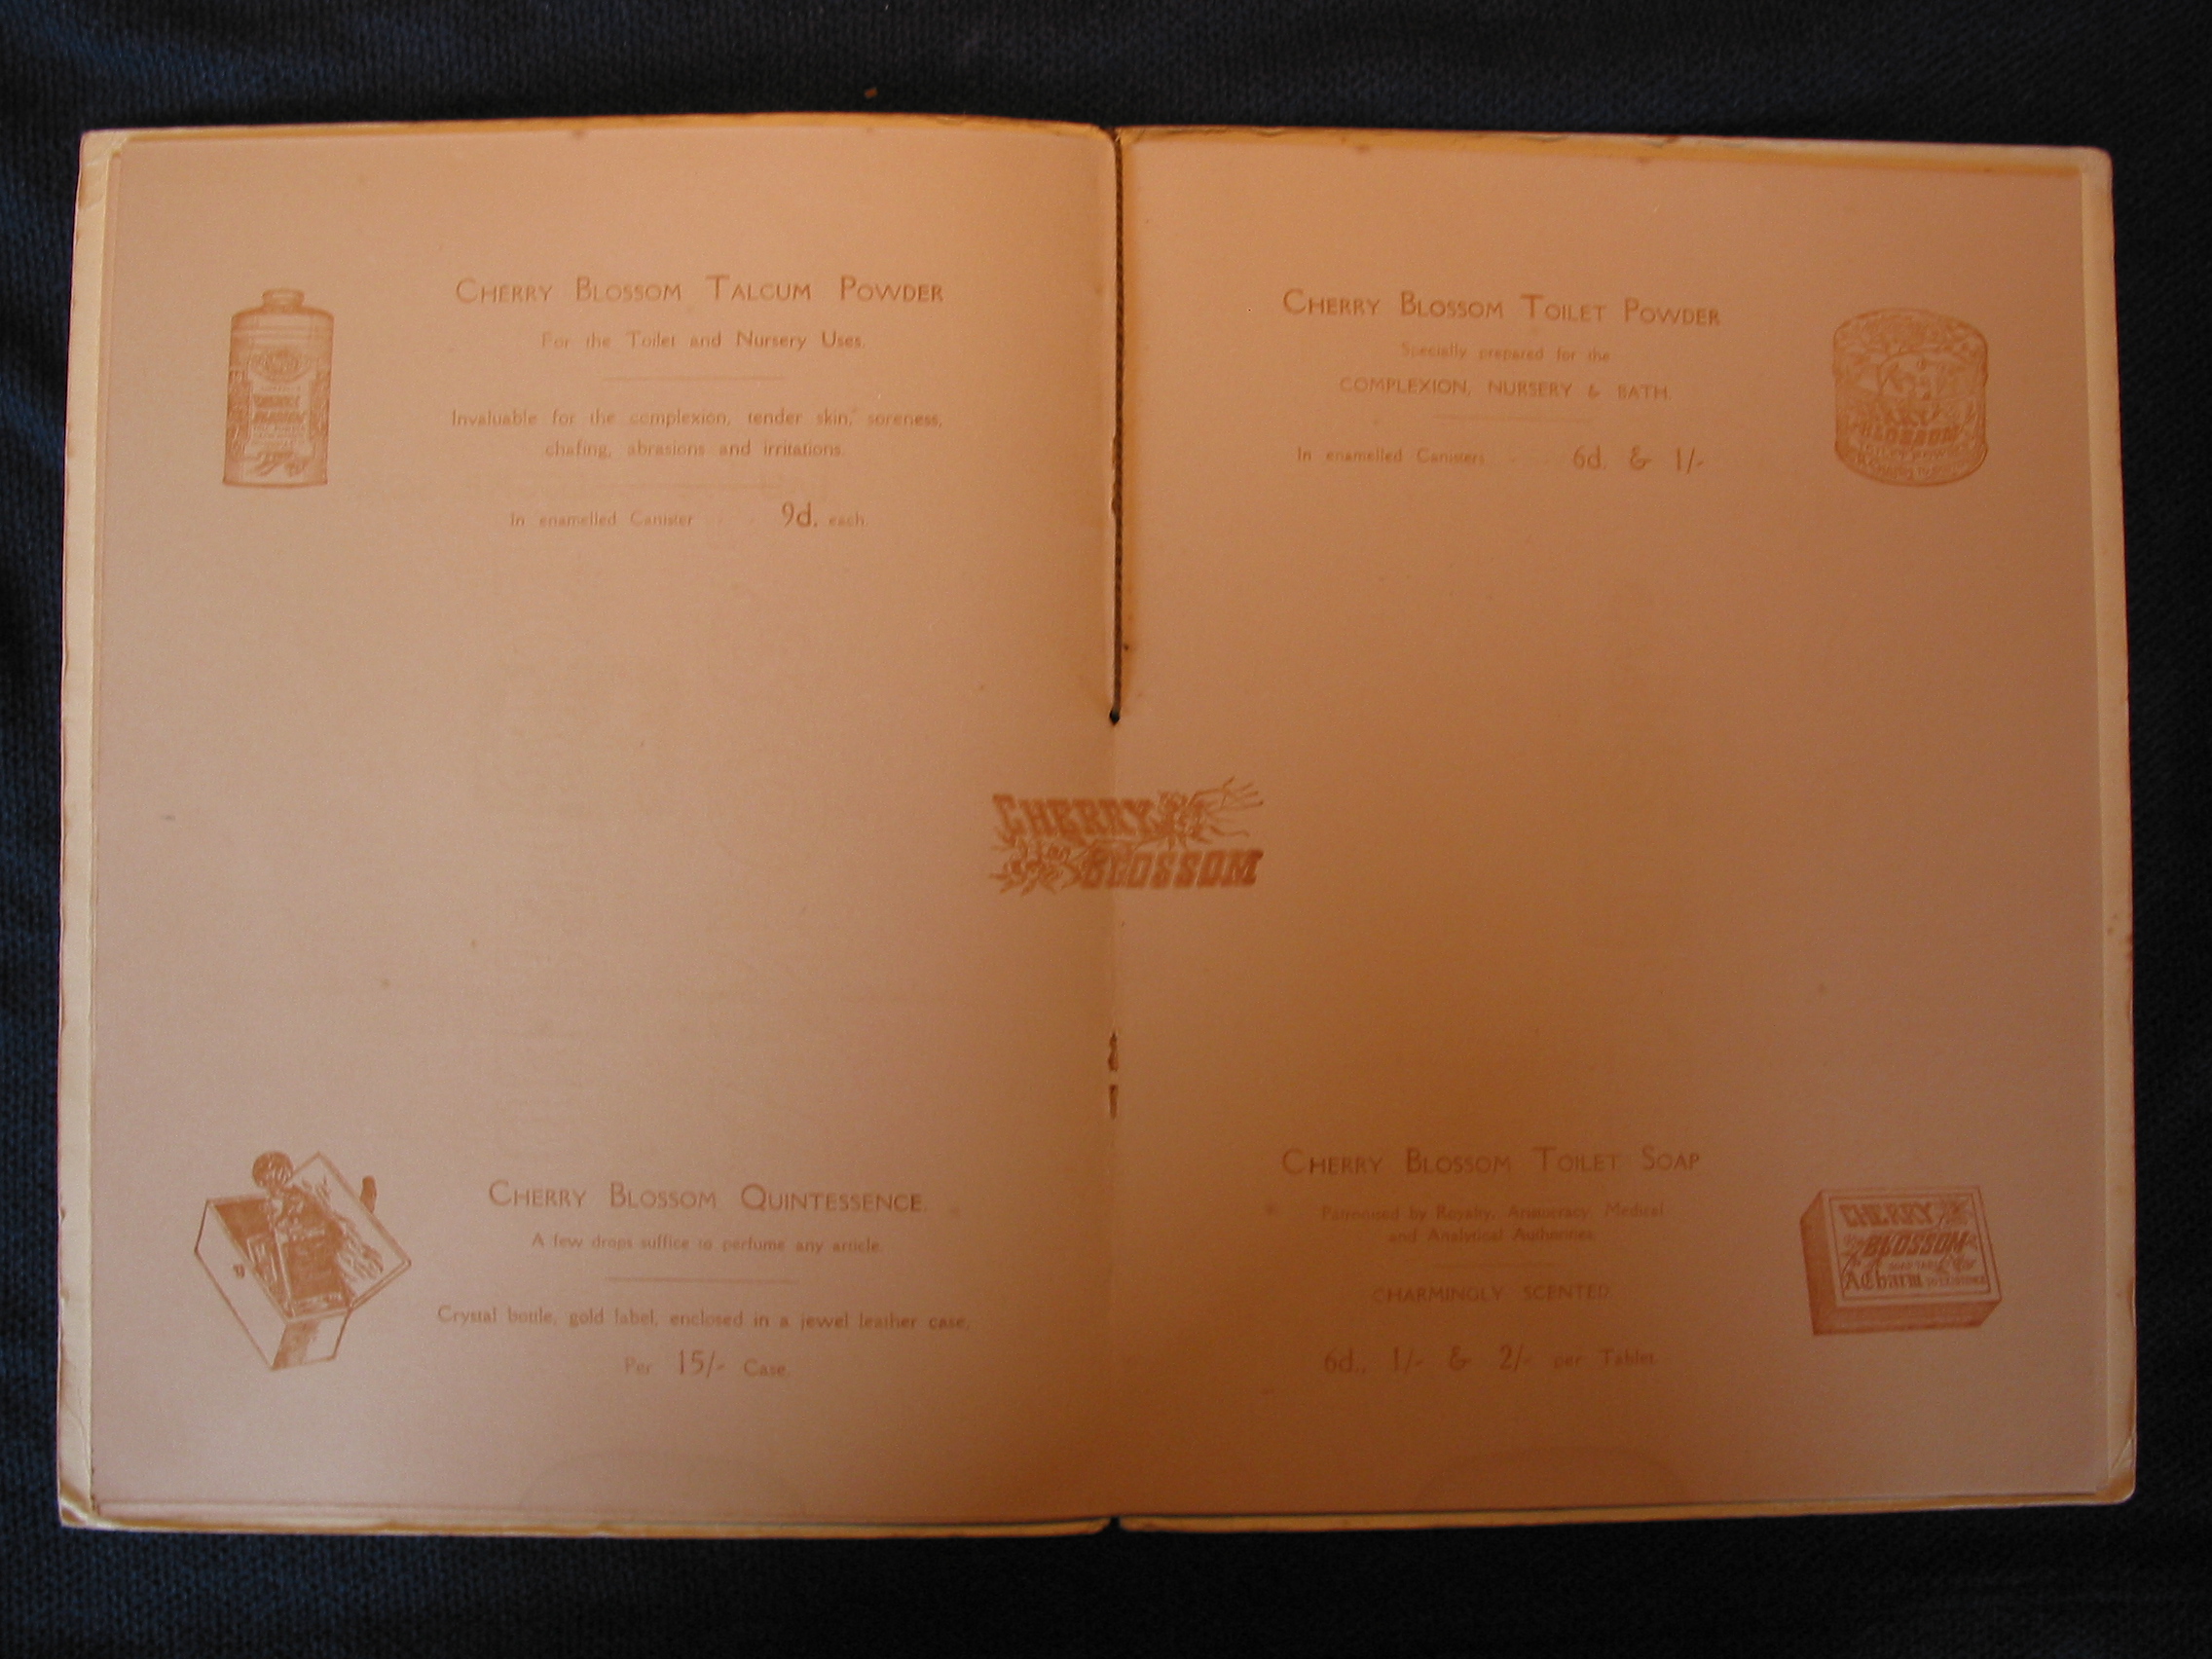 CHERRY BLOSSOM TALCUM POWDER
For the Toilet and Nursery Uses.
Invaluable for the complexion, tender skin, soreness,
chafing, abrasions and irritations.
In enamelled Canister 9d. each.
CHERRY BLOSSOM QUINTESSENCE.
A few drops suffice to perfume any article.
Crystal bottle, gold label, enclosed in a jewel leather case.
Per 15/- Case.
CHERRY
BLOSSOM
CHERRY BLOSSOM TOILET POWDER
Specially prepared for the
COMPLEXION, NURSERY & BATH.
In enamelled Canisters 6d. & 1/-
BLOSSOM
CHERRY BLOSSOM TOILET SOAP
Patronised by Royalty, Aristocracy, Medical
and Analytical Authorities.
CHARMINGLY SCENTED.
6d., 1/- & 2/- per Tablet.
CHERRY
BLOSSOM
A Charm